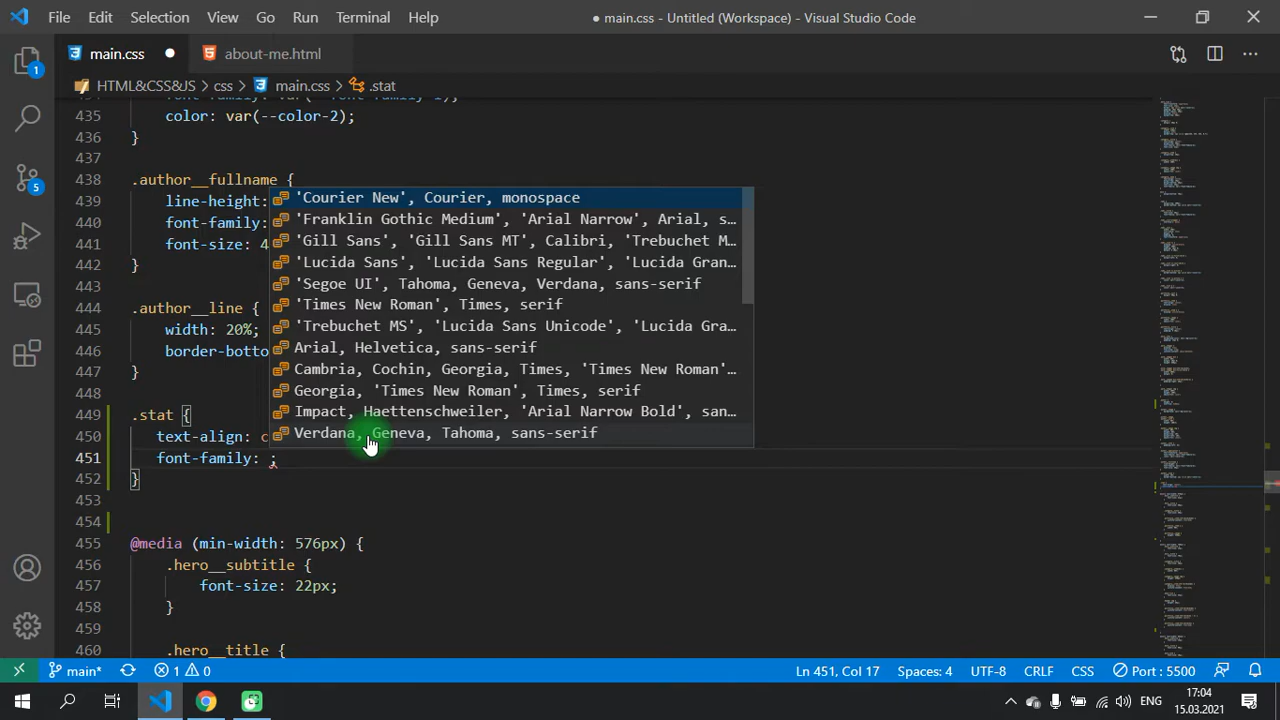 File Edit Selection View Go Run Terminal Help ● main.css - Untitled (Workspace) - Visual Studio Code
main.css about-me.html
HTML&CSS&JS > css > main.css > .stat
435 color: var(--color-2);
436 }
437
438 .author__fullname {
439 line-height:
440 font-family:
441 font-size: 4
442 }
443
444 .author__line {
445 width: 20%;
446 border-botto
447 }
448
449 .stat {
450 text-align: c
451 font-family: ;
452 }
453
454
455 @media (min-width: 576px) {
456 .hero__subtitle {
457 font-size: 22px;
458 }
459
460 .hero__title {
'Courier New', Courier, monospace
'Franklin Gothic Medium', 'Arial Narrow', Arial, s…
'Gill Sans', 'Gill Sans MT', Calibri, 'Trebuchet M…
'Lucida Sans', 'Lucida Sans Regular', 'Lucida Gran…
'Segoe UI', Tahoma, Geneva, Verdana, sans-serif
'Times New Roman', Times, serif
'Trebuchet MS', 'Lucida Sans Unicode', 'Lucida Gra…
Arial, Helvetica, sans-serif
Cambria, Cochin, Georgia, Times, 'Times New Roman'…
Georgia, 'Times New Roman', Times, serif
Impact, Haettenschweiler, 'Arial Narrow Bold', san…
Verdana, Geneva, Tahoma, sans-serif
1
5
main* 1 0 Ln 451, Col 17 Spaces: 4 UTF-8 CRLF CSS Port : 5500
ENG 17:04
15.03.2021